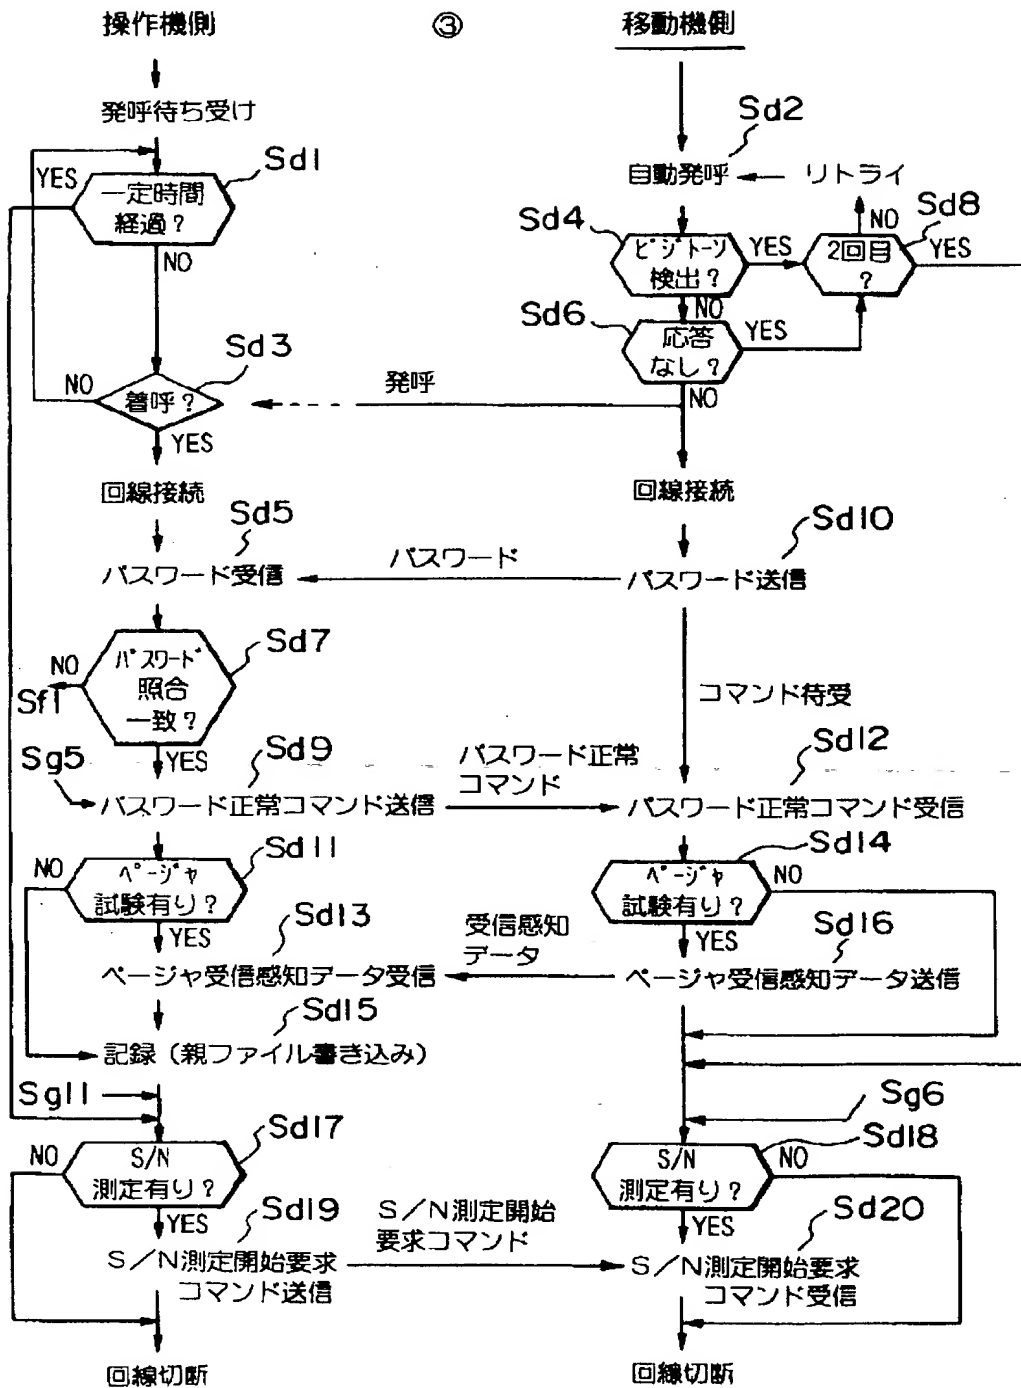 操作機側
③
移動機側
発呼待ち受け
Sd2
Sd1
YES
一定時間
経過?
NO
自動発呼
リトライ
NO
Sd8
Sd4
ビジトーン
検出?
YES
2回目
?
YES
NO
Sd6
応答
なし?
YES
NO
Sd3
NO
着呼?
発呼
YES
回線接続
回線接続
Sd5
Sd10
パスワード受信
パスワード
パスワード送信
Sd7
NO
パスワード
照合
一致?
Sf1
YES
コマンド待受
Sd9
Sg5
パスワード正常
コマンド
Sd12
パスワード正常コマンド送信
パスワード正常コマンド受信
Sd11
Sd14
NO
ページャ
試験有り?
YES
ページャ
試験有り?
NO
YES
Sd13
受信感知
データ
Sd16
ページャ受信感知データ受信
ページャ受信感知データ送信
Sd15
記録(親ファイル書き込み)
Sg11
Sg6
Sd17
Sd18
NO
S/N
測定有り?
YES
S/N
測定有り?
NO
YES
Sd19
S/N測定開始
要求コマンド
Sd20
S/N測定開始要求
コマンド送信
S/N測定開始要求
コマンド受信
回線切断
回線切断